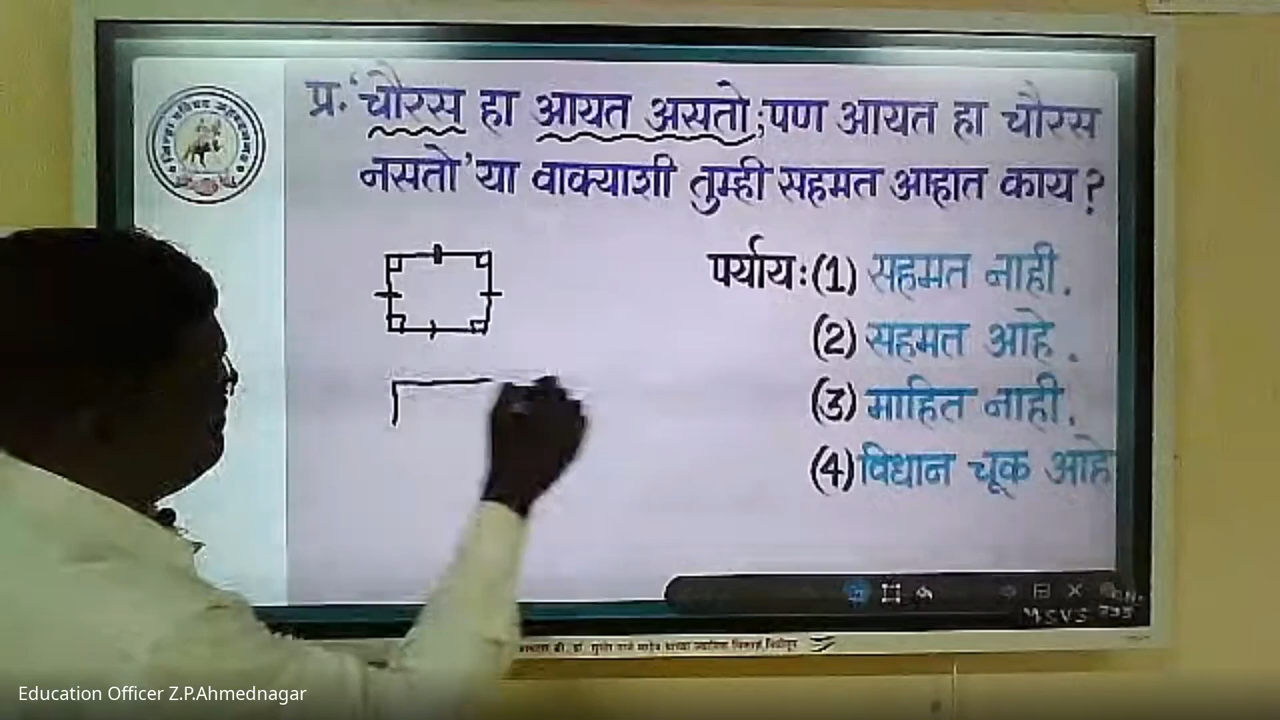 प्र. 'चौरस हा आयत असतो; पण आयत हा चौरस
नसतो' या वाक्याशी तुम्ही सहमत आहात काय?
पर्याय: (1) सहमत नाही.
(2) सहमत आहे.
(3) माहित नाही.
(4) विधान चूक आहे
Education Officer Z.P.Ahmednagar